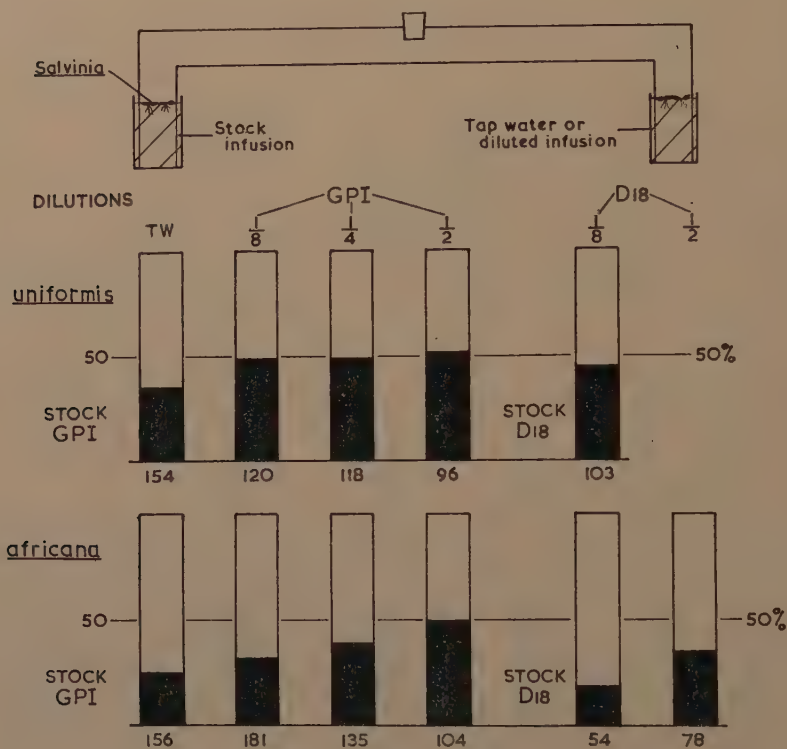 Salvinia
Stock
infusion
Tap water or
diluted infusion
DILUTIONS
GPI
D18
TW
1/8
1/4
1/2
1/8
1/2
uniformis
50
50%
STOCK
GPI
STOCK
D18
154
120
118
96
103
africana
50
50%
STOCK
GPI
STOCK
D18
156
181
135
104
54
78